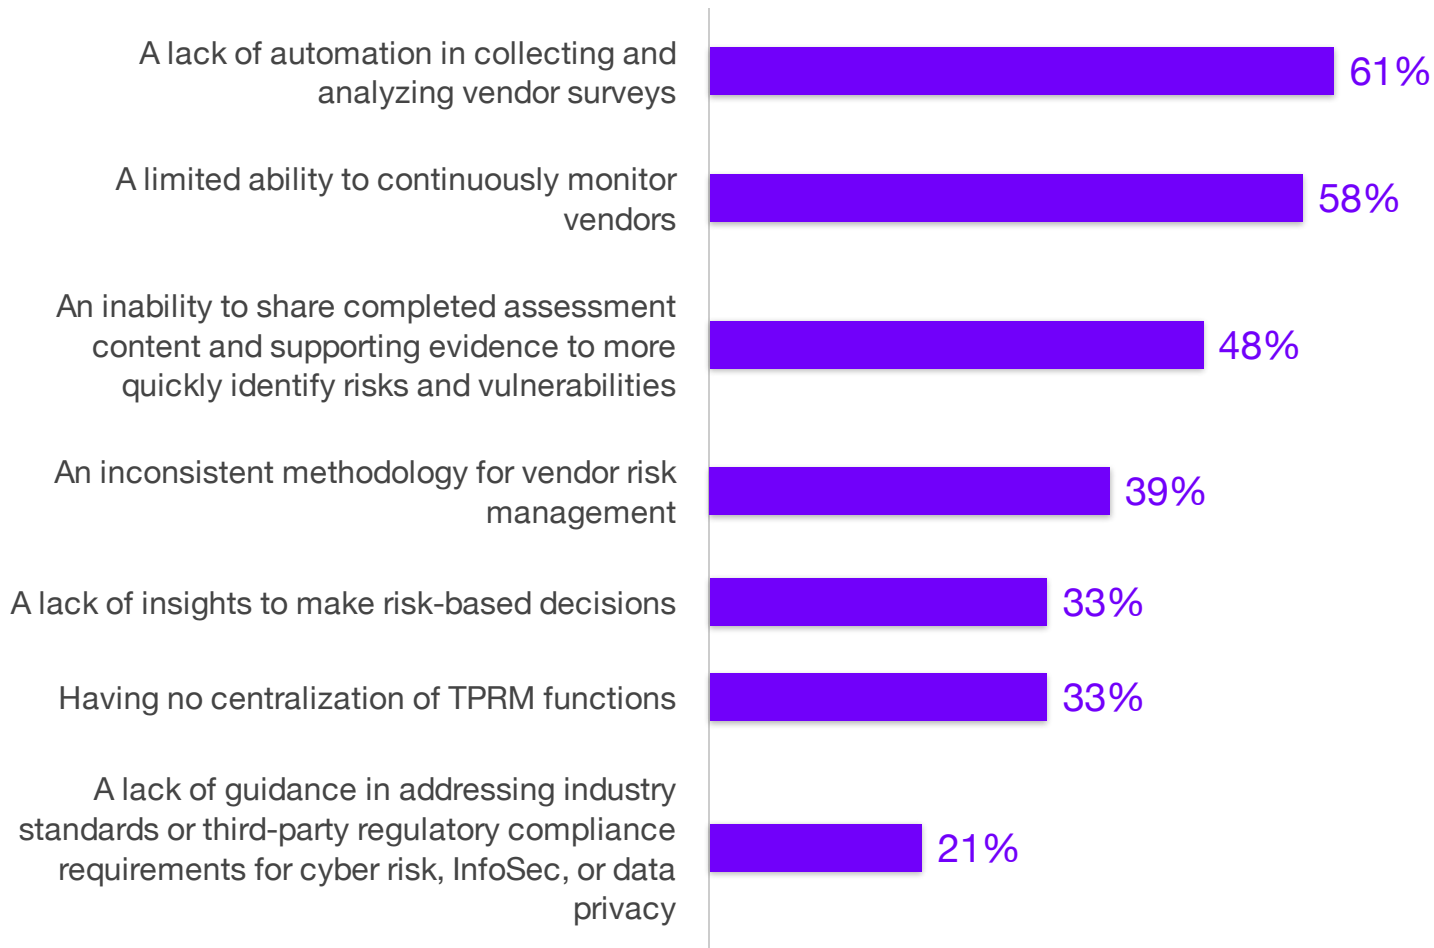 A lack of automation in collecting and
analyzing vendor surveys
61%
A limited ability to continuously monitor
vendors
58%
An inability to share completed assessment
content and supporting evidence to more
quickly identify risks and vulnerabilities
48%
An inconsistent methodology for vendor risk
management
39%
A lack of insights to make risk-based decisions
33%
Having no centralization of TPRM functions
33%
A lack of guidance in addressing industry
standards or third-party regulatory compliance
requirements for cyber risk, InfoSec, or data
privacy
21%